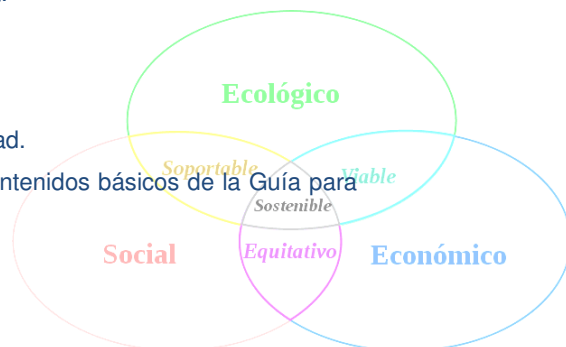 Ecológico
ad.
Soportable
Viable
ntenidos básicos de la Guía para
Sostenible
Social
Equitativo
Económico